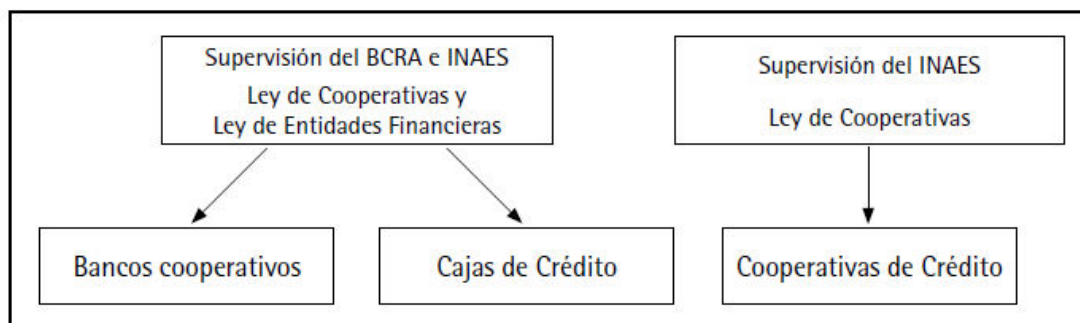 Supervisión del BCRA e INAES
Ley de Cooperativas y
Ley de Entidades Financieras
Supervisión del INAES
Ley de Cooperativas
Bancos cooperativos
Cajas de Crédito
Cooperativas de Crédito